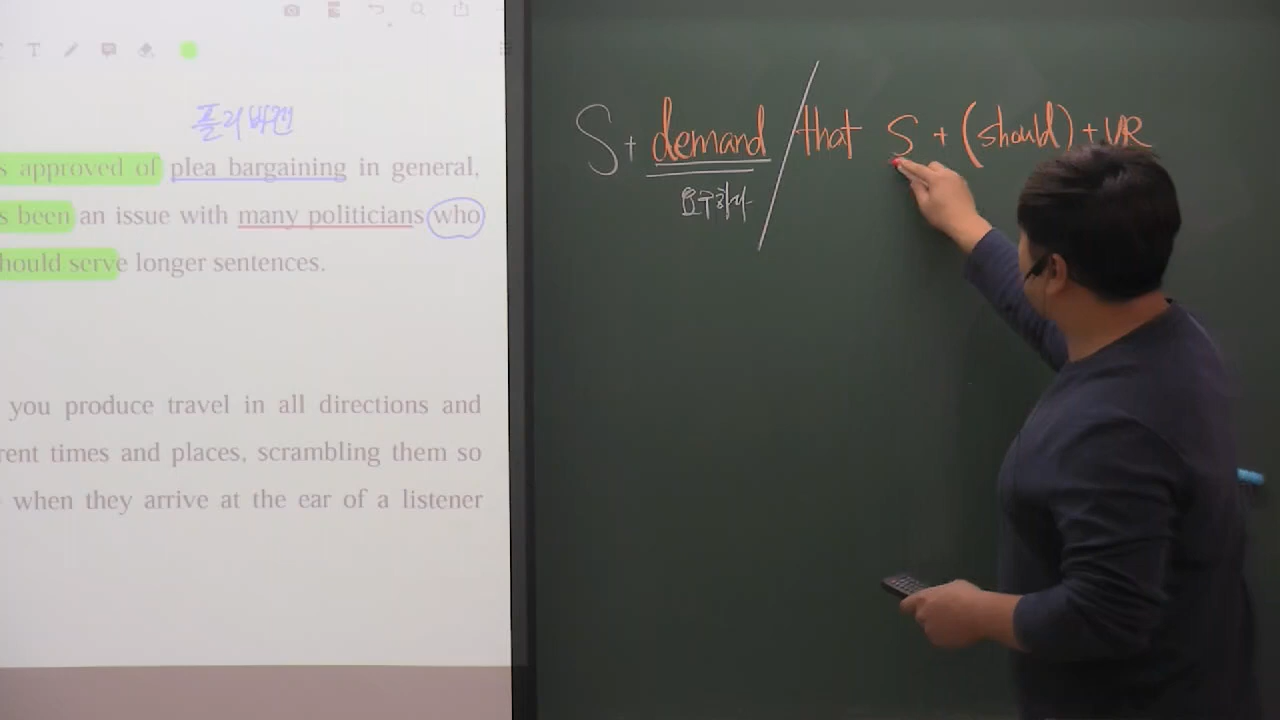 플리바겐
s approved of plea bargaining in general,
s been an issue with many politicians who
hould serve longer sentences.
you produce travel in all directions and
rent times and places, scrambling them so
when they arrive at the ear of a listener
S + demand / that S + (should) + VR
요구하다